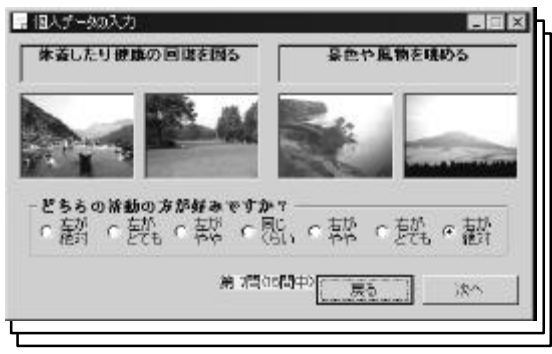 個人データの入力
休養したり健康の回復を図る
景色や風物を眺める
どちらの活動の方が好みですか?
左が絶対 左がとても 左がやや 同じくらい 右がやや 右がとても 右が絶対
第 問(15問中) 戻る 次へ